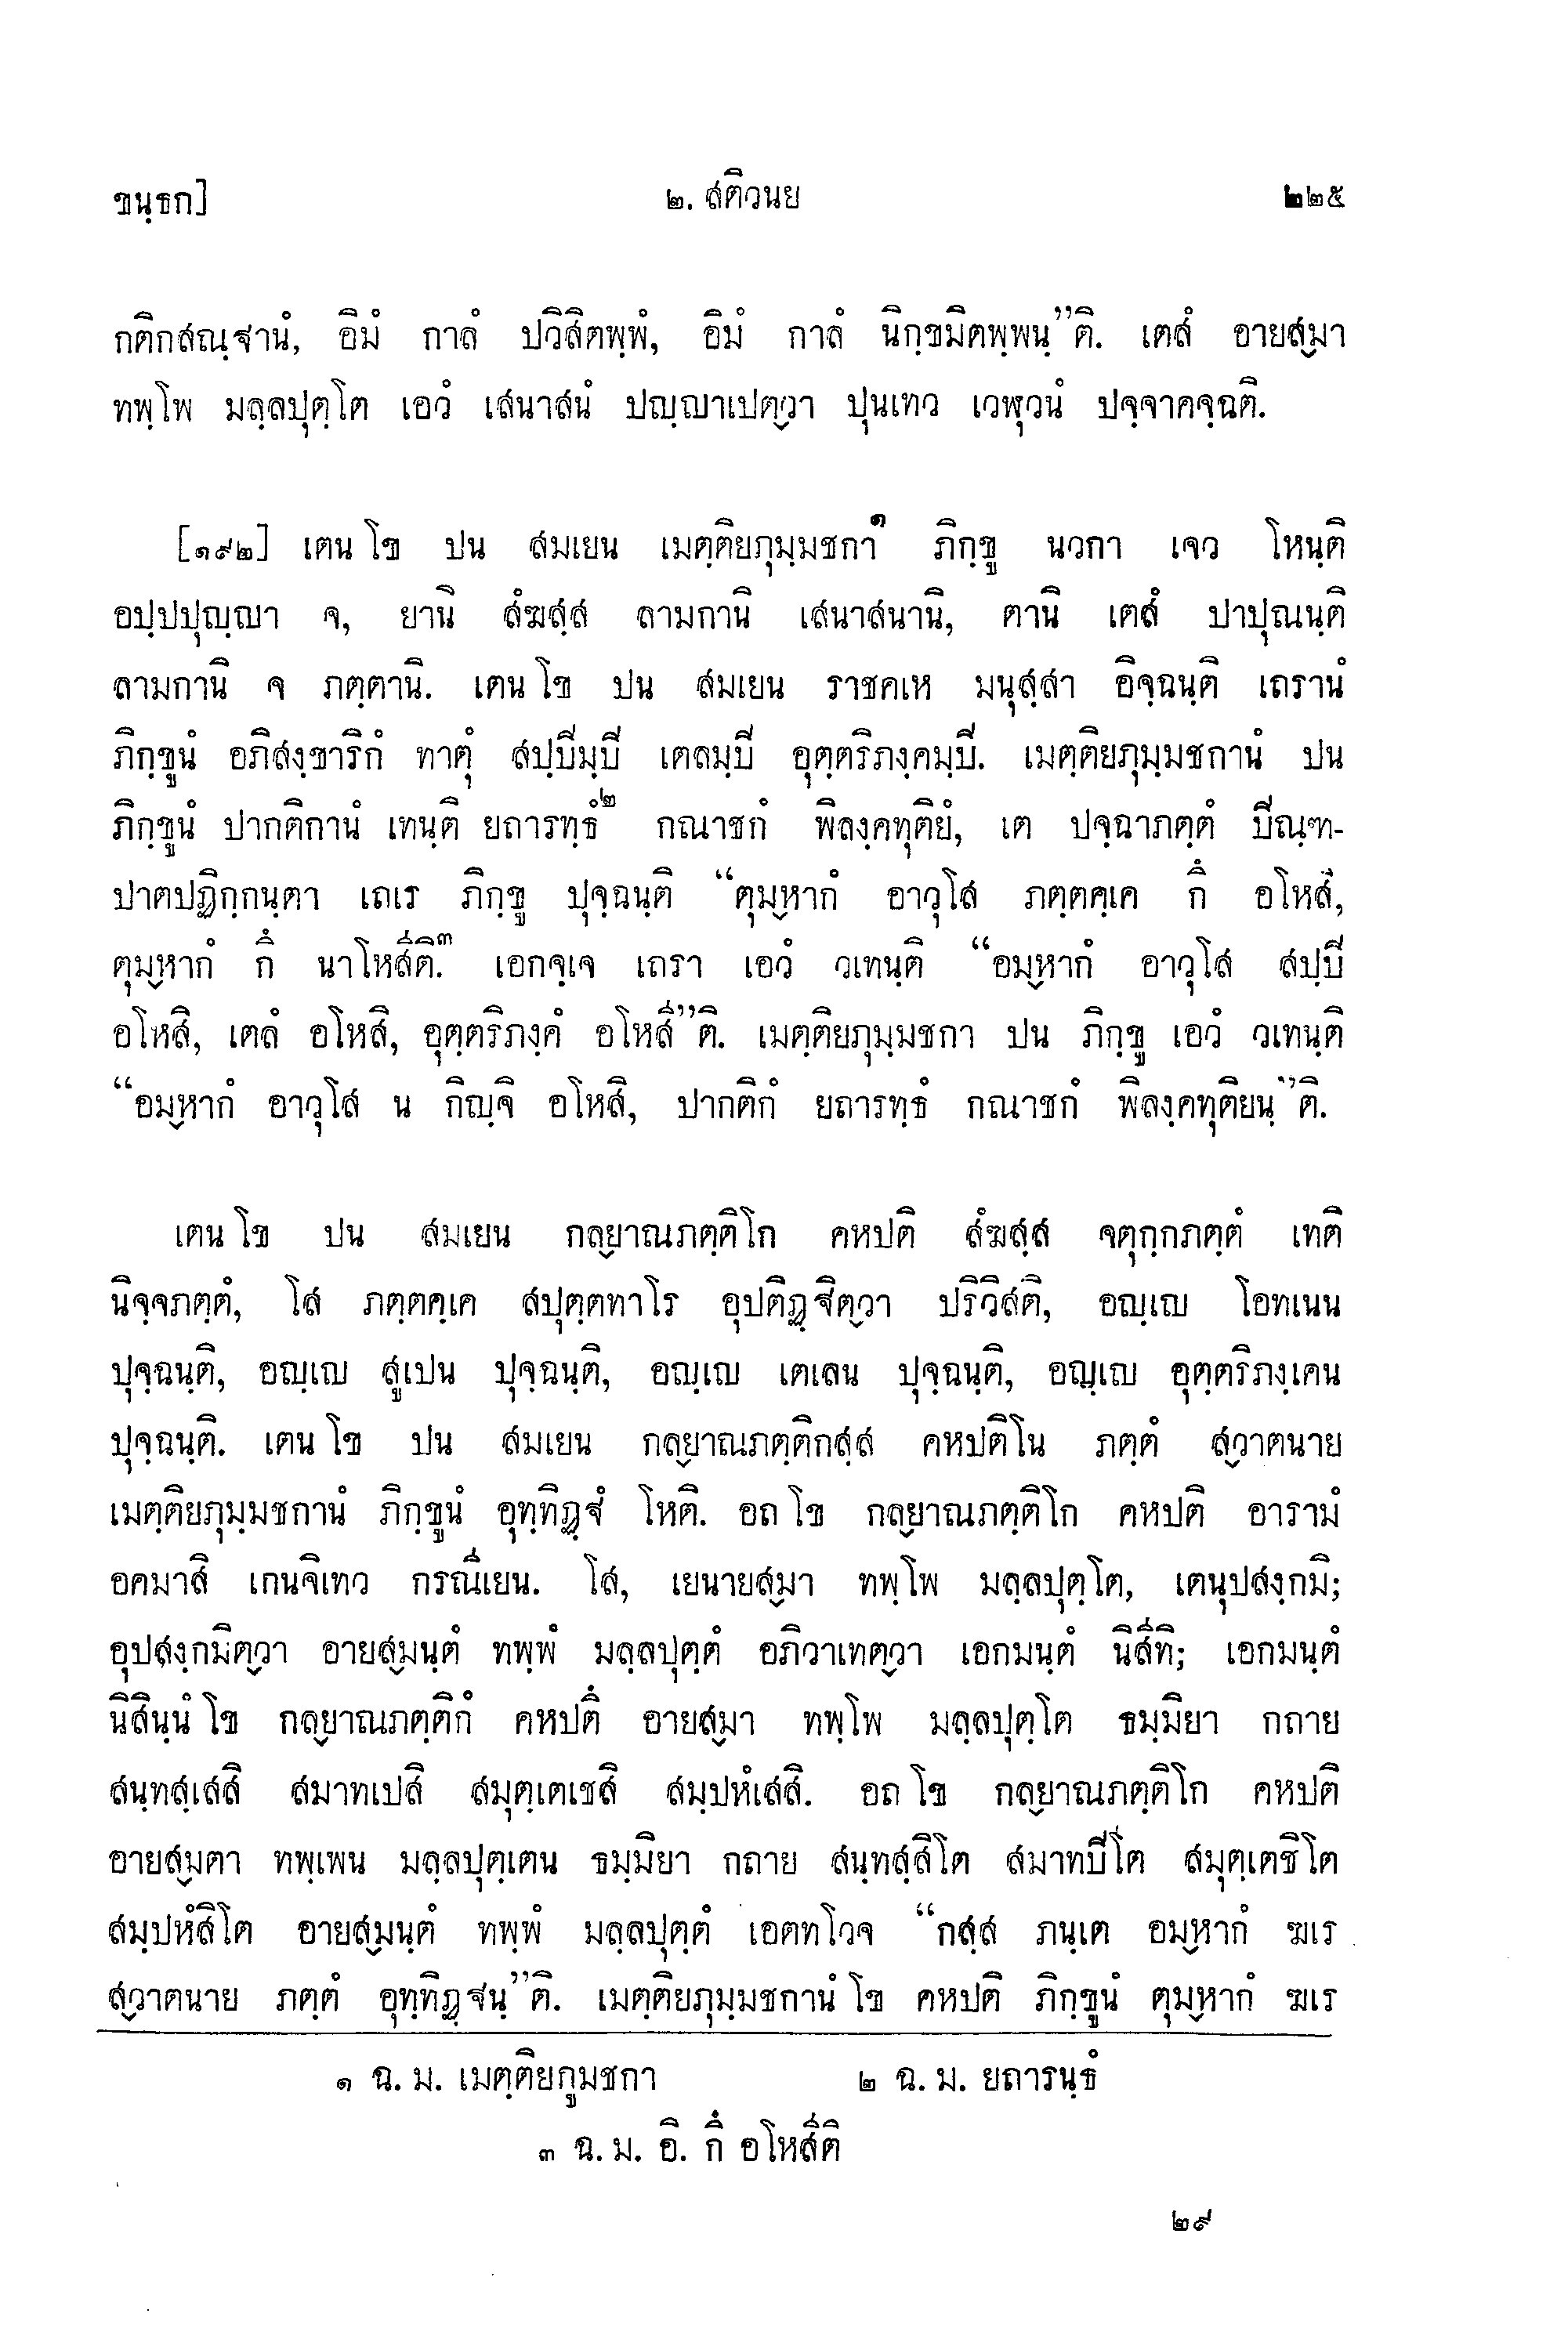 ขนฺธก]
๒. สติวนย
๒๒๕
กติกสณฺฐานํ, อิมํ กาลํ ปวิสิตพฺพํ, อิมํ กาลํ นิกฺขมิตพฺพนฺ”ติ. เตสํ อายสฺมา
ทพฺโพ มลฺลปุตฺโต เอวํ เสนาสนํ ปญฺญาเปตฺวา ปุนเทว เวฬุวนํ ปจฺจาคจฺฉติ.
[๑๙๒] เตน โข ปน สมเยน เมตฺติยภุมฺมชกา๑ ภิกฺขู นวกา เจว โหนฺติ
อปฺปปุญฺญา จ, ยานิ สํฆสฺส ลามกานิ เสนาสนานิ, ตานิ เตสํ ปาปุณนฺติ
ลามกานิ จ ภตฺตานิ. เตน โข ปน สมเยน ราชคเห มนุสฺสา อิจฺฉนฺติ เถรานํ
ภิกฺขูนํ อภิสงฺขาริกํ ทาตุํ สปฺปิมฺปิ เตลมฺปิ อุตฺตริภงฺคมฺปิ. เมตฺติยภุมฺมชกานํ ปน
ภิกฺขูนํ ปากติกานํ เทนฺติ ยถารทฺธํ๒ กณาชกํ พิลงฺคทุติยํ, เต ปจฺฉาภตฺตํ ปิณฺฑ-
ปาตปฏิกฺกนฺตา เถเร ภิกฺขู ปุจฺฉนฺติ “ตุมฺหากํ อาวุโส ภตฺตคฺเค กึ อโหสิ,
ตุมฺหากํ กึ นาโหสีติ.”๓ เอกจฺเจ เถรา เอวํ วเทนฺติ “อมฺหากํ อาวุโส สปฺปิ
อโหสิ, เตลํ อโหสิ, อุตฺตริภงฺคํ อโหสี”ติ. เมตฺติยภุมฺมชกา ปน ภิกฺขู เอวํ วเทนฺติ
“อมฺหากํ อาวุโส น กิญฺจิ อโหสิ, ปากติกํ ยถารทฺธํ กณาชกํ พิลงฺคทุติยนฺ”ติ.
เตน โข ปน สมเยน กลฺยาณภตฺติโก คหปติ สํฆสฺส จตุกฺกภตฺตํ เทติ
นิจฺจภตฺตํ, โส ภตฺตคฺเค สปุตฺตทาโร อุปติฏฺฐิตฺวา ปริวิสติ, อญฺเญ โอทเนน
ปุจฺฉนฺติ, อญฺเญ สูเปน ปุจฺฉนฺติ, อญฺเญ เตเลน ปุจฺฉนฺติ, อญฺเญ อุตฺตริภงฺเคน
ปุจฺฉนฺติ. เตน โข ปน สมเยน กลฺยาณภตฺติกสฺส คหปติโน ภตฺตํ สฺวาตนาย
เมตฺติยภุมฺมชกานํ ภิกฺขูนํ อุทฺทิฏฺฐํ โหติ. อถ โข กลฺยาณภตฺติโก คหปติ อารามํ
อคมาสิ เกนจิเทว กรณีเยน. โส, เยนายสฺมา ทพฺโพ มลฺลปุตฺโต, เตนุปสงฺกมิ;
อุปสงฺกมิตฺวา อายสฺมนฺตํ ทพฺพํ มลฺลปุตฺตํ อภิวาเทตฺวา เอกมนฺตํ นิสีทิ; เอกมนฺตํ
นิสินฺนํ โข กลฺยาณภตฺติกํ คหปตึ อายสฺมา ทพฺโพ มลฺลปุตฺโต ธมฺมิยา กถาย
สนฺทสฺเสสิ สมาทเปสิ สมุตฺเตเชสิ สมฺปหํเสสิ. อถ โข กลฺยาณภตฺติโก คหปติ
อายสฺมตา ทพฺเพน มลฺลปุตฺเตน ธมฺมิยา กถาย สนฺทสฺสิโต สมาทปิโต สมุตฺเตชิโต
สมฺปหํสิโต อายสฺมนฺตํ ทพฺพํ มลฺลปุตฺตํ เอตทโวจ “กสฺส ภนฺเต อมฺหากํ ฆเร
สฺวาตนาย ภตฺตํ อุทฺทิฏฺฐนฺ”ติ. เมตฺติยภุมฺมชกานํ โข คหปติ ภิกฺขูนํ ตุมฺหากํ ฆเร
๑ ฉ. ม. เมตฺติยภูมชกา ๒ ฉ. ม. ยถารนฺธํ
๓ ฉ. ม. อิ. กึ อโหสีติ
๒๙